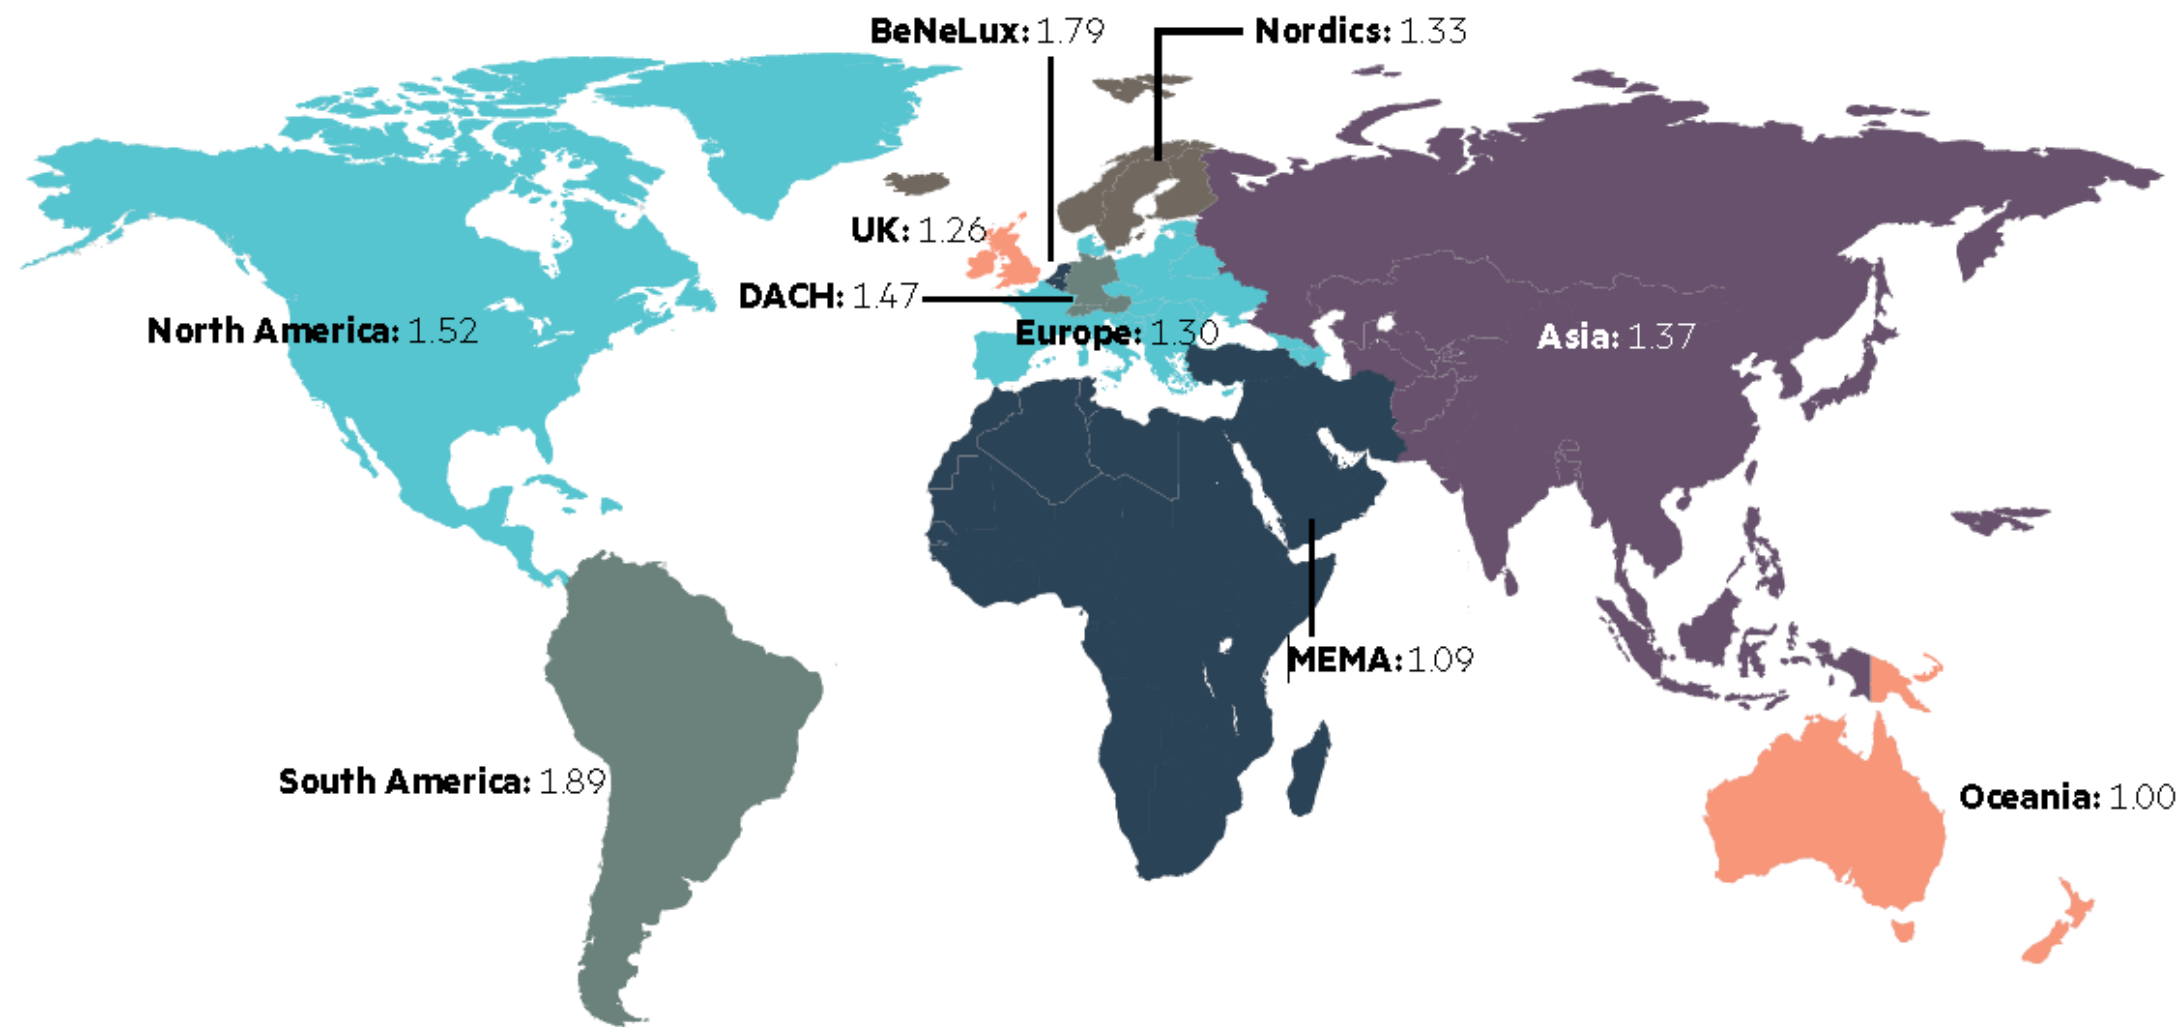 BeNeLux: 1.79
Nordics: 1.33
UK: 1.26
DACH: 1.47
North America: 1.52
Europe: 1.30
Asia: 1.37
MEMA: 1.09
South America: 1.89
Oceania: 1.00